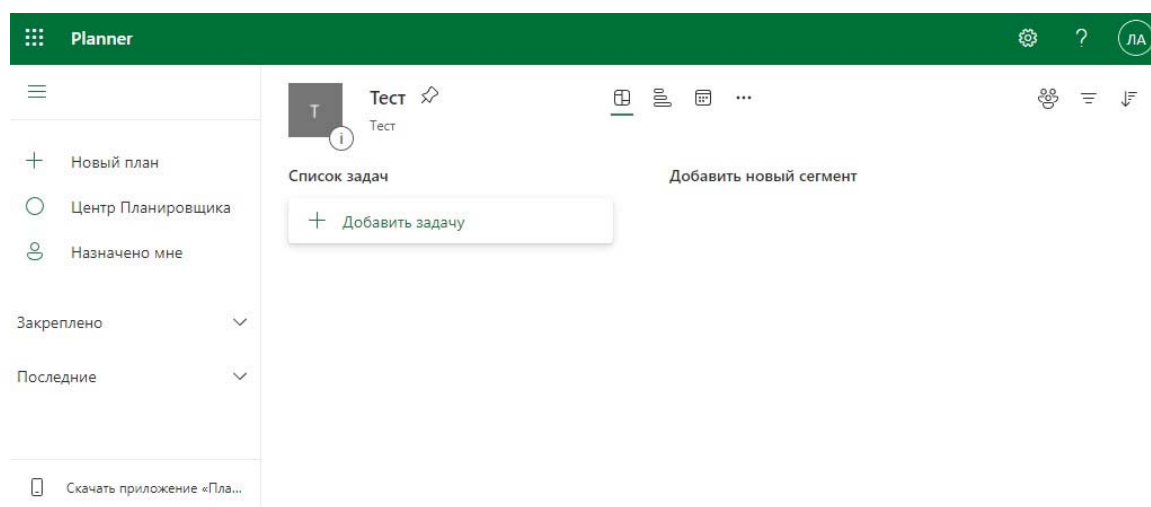 Planner
?
ЛА
Т
Тест
i
Тест
...
+ Новый план
Центр Планировщика
Назначено мне
Закреплено
Последние
Скачать приложение «Пла...
Список задач
Добавить новый сегмент
+ Добавить задачу